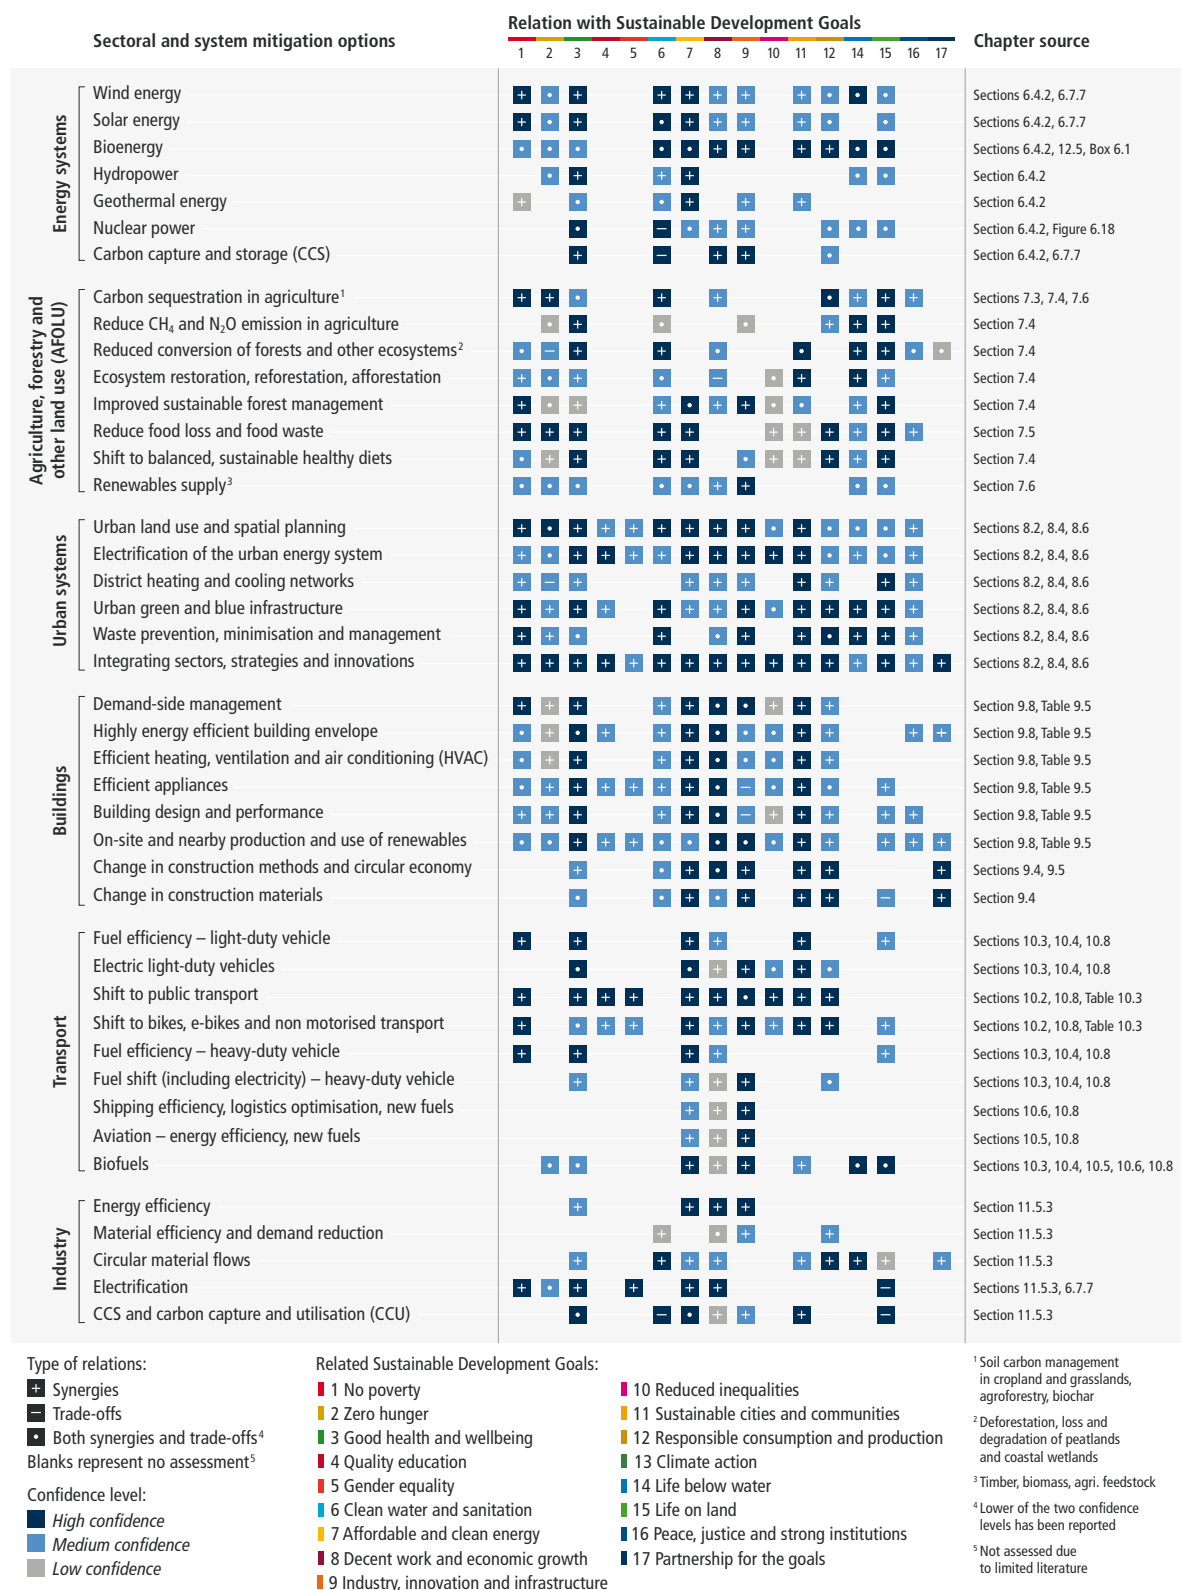 Relation with Sustainable Development Goals
Sectoral and system mitigation options
1 2 3 4 5 6 7 8 9 10 11 12 14 15 16 17
Chapter source
Energy systems
Wind energy
Sections 6.4.2, 6.7.7
Solar energy
Sections 6.4.2, 6.7.7
Bioenergy
Sections 6.4.2, 12.5, Box 6.1
Hydropower
Section 6.4.2
Geothermal energy
Section 6.4.2
Nuclear power
Section 6.4.2, Figure 6.18
Carbon capture and storage (CCS)
Section 6.4.2, 6.7.7
Agriculture, forestry and
other land use (AFOLU)
Carbon sequestration in agriculture¹
Sections 7.3, 7.4, 7.6
Reduce CH₄ and N₂O emission in agriculture
Section 7.4
Reduced conversion of forests and other ecosystems²
Section 7.4
Ecosystem restoration, reforestation, afforestation
Section 7.4
Improved sustainable forest management
Section 7.4
Reduce food loss and food waste
Section 7.5
Shift to balanced, sustainable healthy diets
Section 7.4
Renewables supply³
Section 7.6
Urban systems
Urban land use and spatial planning
Sections 8.2, 8.4, 8.6
Electrification of the urban energy system
Sections 8.2, 8.4, 8.6
District heating and cooling networks
Sections 8.2, 8.4, 8.6
Urban green and blue infrastructure
Sections 8.2, 8.4, 8.6
Waste prevention, minimisation and management
Sections 8.2, 8.4, 8.6
Integrating sectors, strategies and innovations
Sections 8.2, 8.4, 8.6
Buildings
Demand-side management
Section 9.8, Table 9.5
Highly energy efficient building envelope
Section 9.8, Table 9.5
Efficient heating, ventilation and air conditioning (HVAC)
Section 9.8, Table 9.5
Efficient appliances
Section 9.8, Table 9.5
Building design and performance
Section 9.8, Table 9.5
On-site and nearby production and use of renewables
Section 9.8, Table 9.5
Change in construction methods and circular economy
Sections 9.4, 9.5
Change in construction materials
Section 9.4
Transport
Fuel efficiency – light-duty vehicle
Sections 10.3, 10.4, 10.8
Electric light-duty vehicles
Sections 10.3, 10.4, 10.8
Shift to public transport
Sections 10.2, 10.8, Table 10.3
Shift to bikes, e-bikes and non motorised transport
Sections 10.2, 10.8, Table 10.3
Fuel efficiency – heavy-duty vehicle
Sections 10.3, 10.4, 10.8
Fuel shift (including electricity) – heavy-duty vehicle
Sections 10.3, 10.4, 10.8
Shipping efficiency, logistics optimisation, new fuels
Sections 10.6, 10.8
Aviation – energy efficiency, new fuels
Sections 10.5, 10.8
Biofuels
Sections 10.3, 10.4, 10.5, 10.6, 10.8
Industry
Energy efficiency
Section 11.5.3
Material efficiency and demand reduction
Section 11.5.3
Circular material flows
Section 11.5.3
Electrification
Sections 11.5.3, 6.7.7
CCS and carbon capture and utilisation (CCU)
Section 11.5.3
Type of relations:
+ Synergies
– Trade-offs
• Both synergies and trade-offs⁴
Blanks represent no assessment⁵
Confidence level:
High confidence
Medium confidence
Low confidence
Related Sustainable Development Goals:
1 No poverty
2 Zero hunger
3 Good health and wellbeing
4 Quality education
5 Gender equality
6 Clean water and sanitation
7 Affordable and clean energy
8 Decent work and economic growth
9 Industry, innovation and infrastructure
10 Reduced inequalities
11 Sustainable cities and communities
12 Responsible consumption and production
13 Climate action
14 Life below water
15 Life on land
16 Peace, justice and strong institutions
17 Partnership for the goals
¹ Soil carbon management
in cropland and grasslands,
agroforestry, biochar
² Deforestation, loss and
degradation of peatlands
and coastal wetlands
³ Timber, biomass, agri. feedstock
⁴ Lower of the two confidence
levels has been reported
⁵ Not assessed due
to limited literature